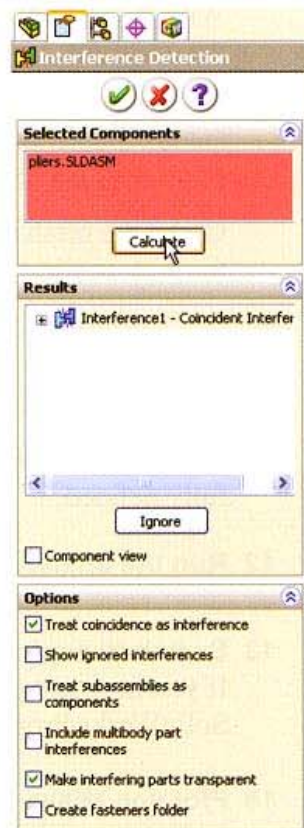 Interference Detection
?
Selected Components
pliers.SLDASM
Calculate
Results
Interference1 - Coincident Interfer
Ignore
Component view
Options
Treat coincidence as interference
Show ignored interferences
Treat subassemblies as
components
Include multibody part
interferences
Make interfering parts transparent
Create fasteners folder